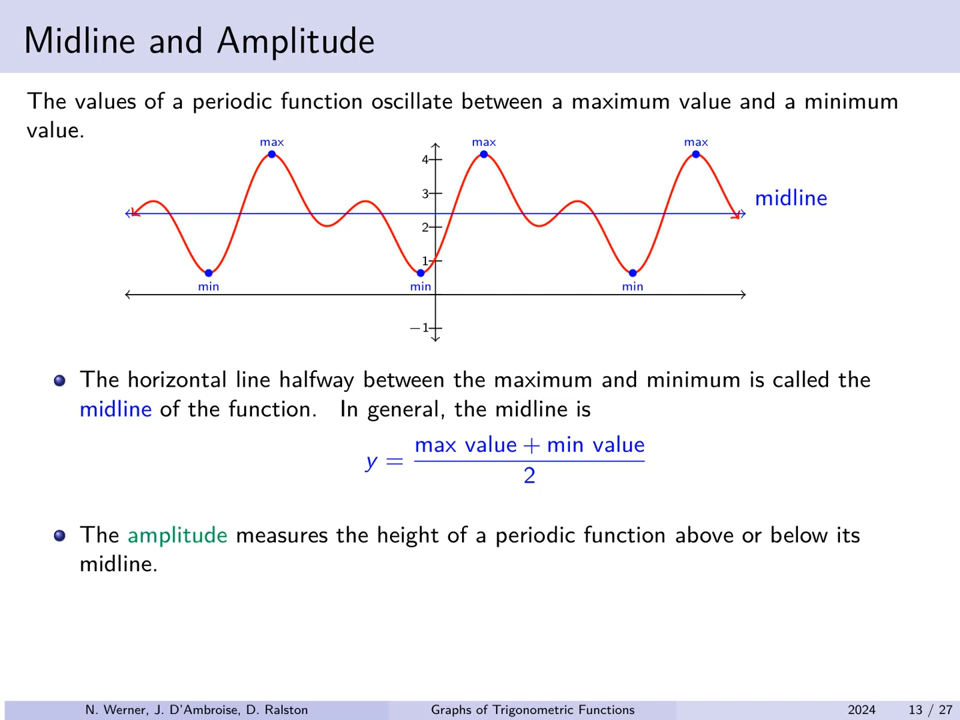 Midline and Amplitude
The values of a periodic function oscillate between a maximum value and a minimum
value.
max max max
4
3
midline
2
1
min min min
−1
The horizontal line halfway between the maximum and minimum is called the
midline of the function. In general, the midline is
y = (max value + min value) / 2
The amplitude measures the height of a periodic function above or below its
midline.
N. Werner, J. D'Ambroise, D. Ralston Graphs of Trigonometric Functions 2024 13 / 27